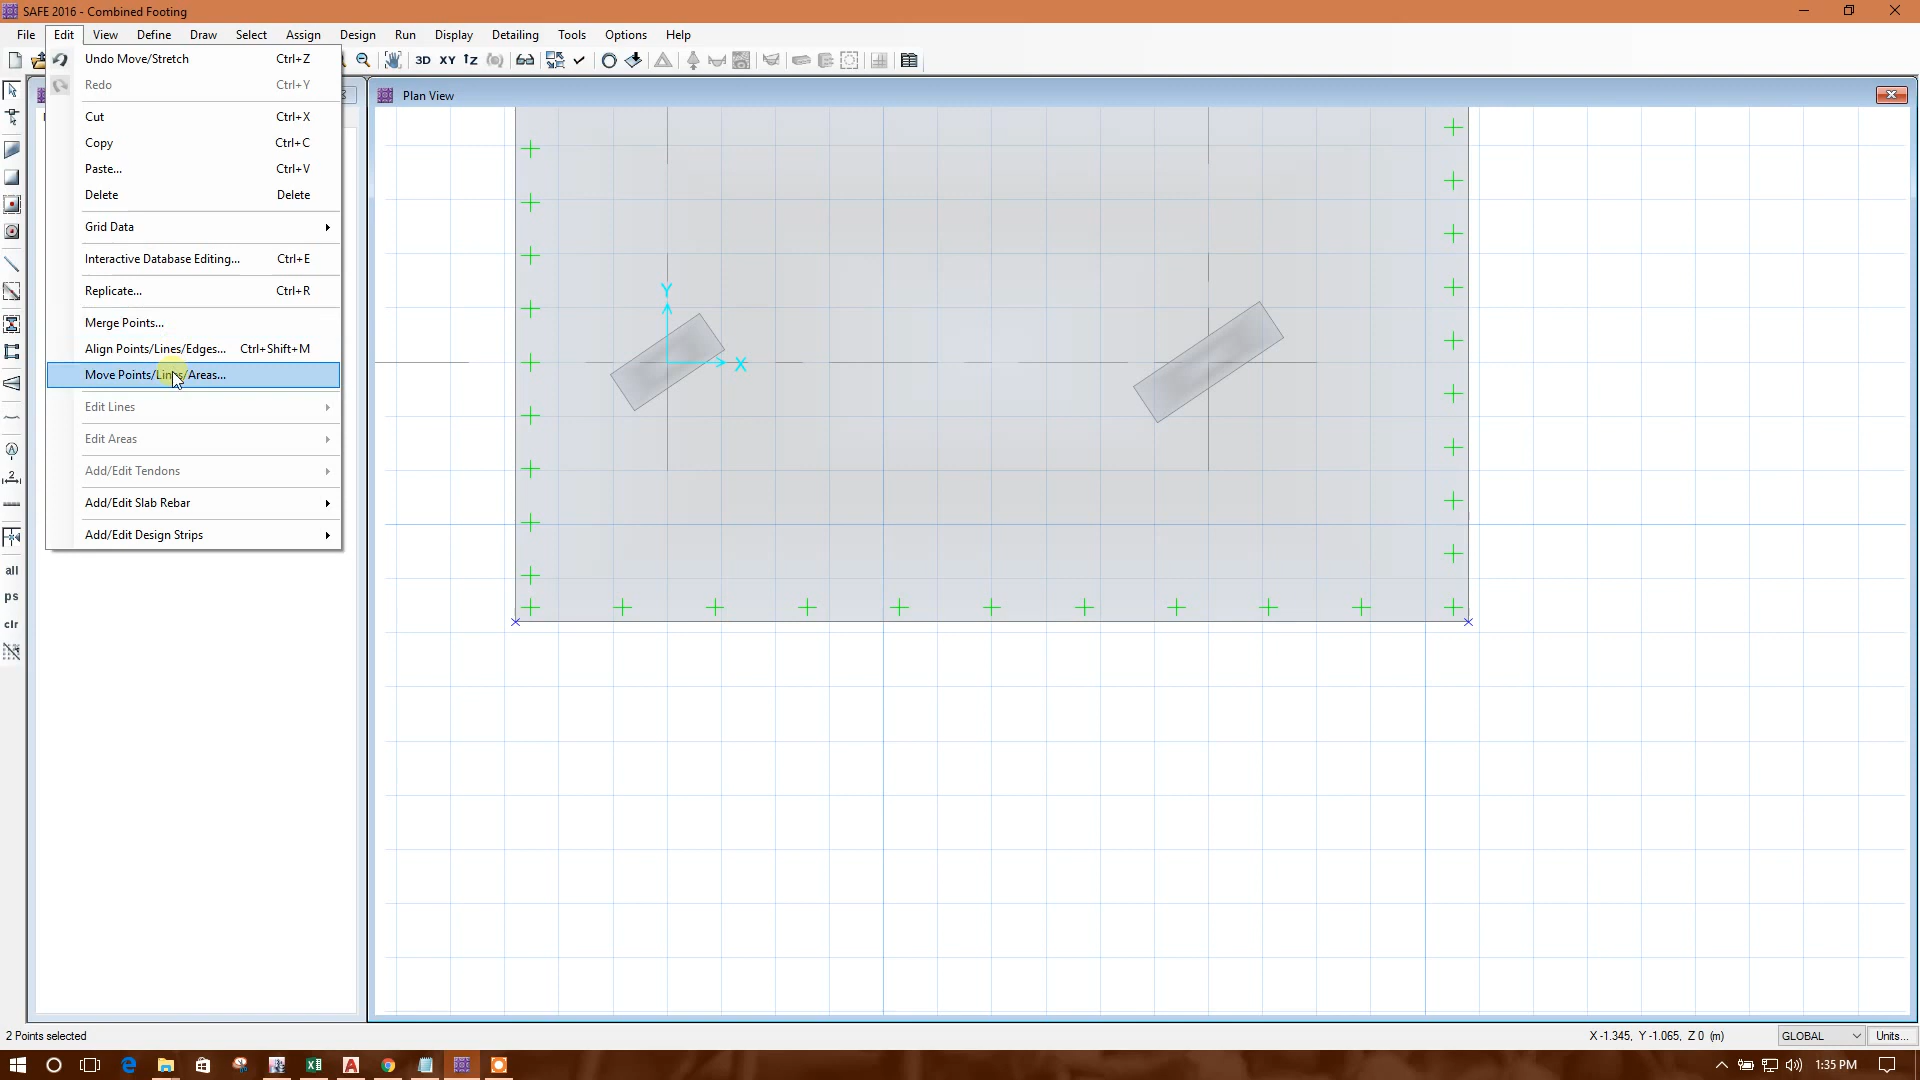 SAFE 2016 - Combined Footing
File Edit View Define Draw Select Assign Design Run Display Detailing Tools Options Help
3D XY
Undo Move/Stretch Ctrl+Z
Redo Ctrl+Y
Cut Ctrl+X
Copy Ctrl+C
Paste... Ctrl+V
Delete Delete
Grid Data
Interactive Database Editing... Ctrl+E
Replicate... Ctrl+R
Merge Points...
Align Points/Lines/Edges... Ctrl+Shift+M
Move Points/Lines/Areas...
Edit Lines
Edit Areas
Add/Edit Tendons
Add/Edit Slab Rebar
Add/Edit Design Strips
all
ps
clr
Plan View
Y
X
2 Points selected
X -1.345, Y -1.065, Z 0 (m)
GLOBAL
Units...
1:35 PM